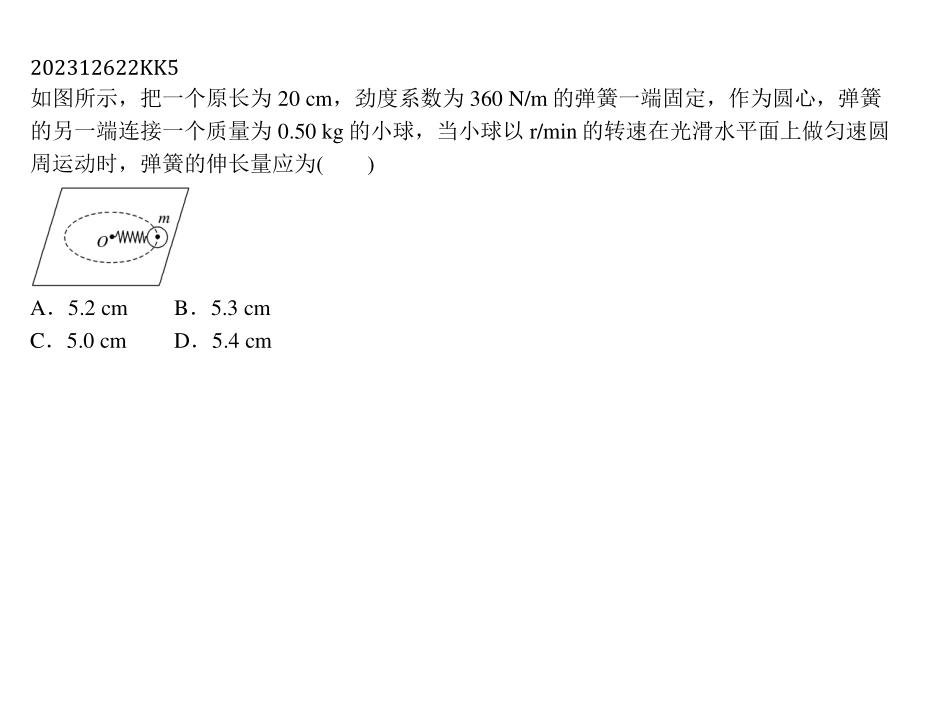 202312622KK5
如图所示，把一个原长为 20 cm，劲度系数为 360 N/m 的弹簧一端固定，作为圆心，弹簧
的另一端连接一个质量为 0.50 kg 的小球，当小球以 r/min 的转速在光滑水平面上做匀速圆
周运动时，弹簧的伸长量应为(　　)
m
O
A．5.2 cm　　B．5.3 cm
C．5.0 cm　　D．5.4 cm